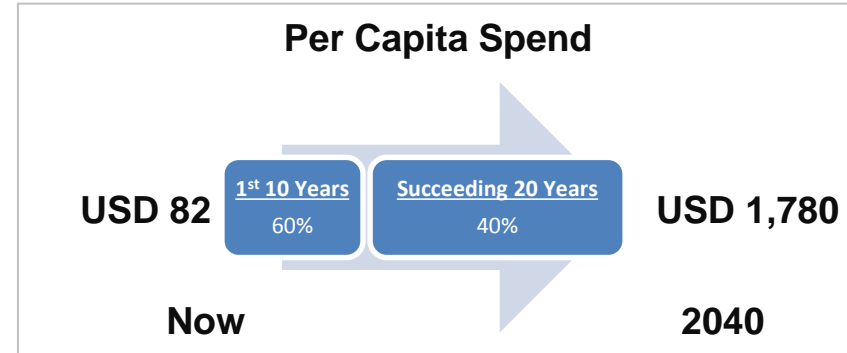 Per Capita Spend
USD 82
1st 10 Years
60%
Succeeding 20 Years
40%
USD 1,780
Now
2040